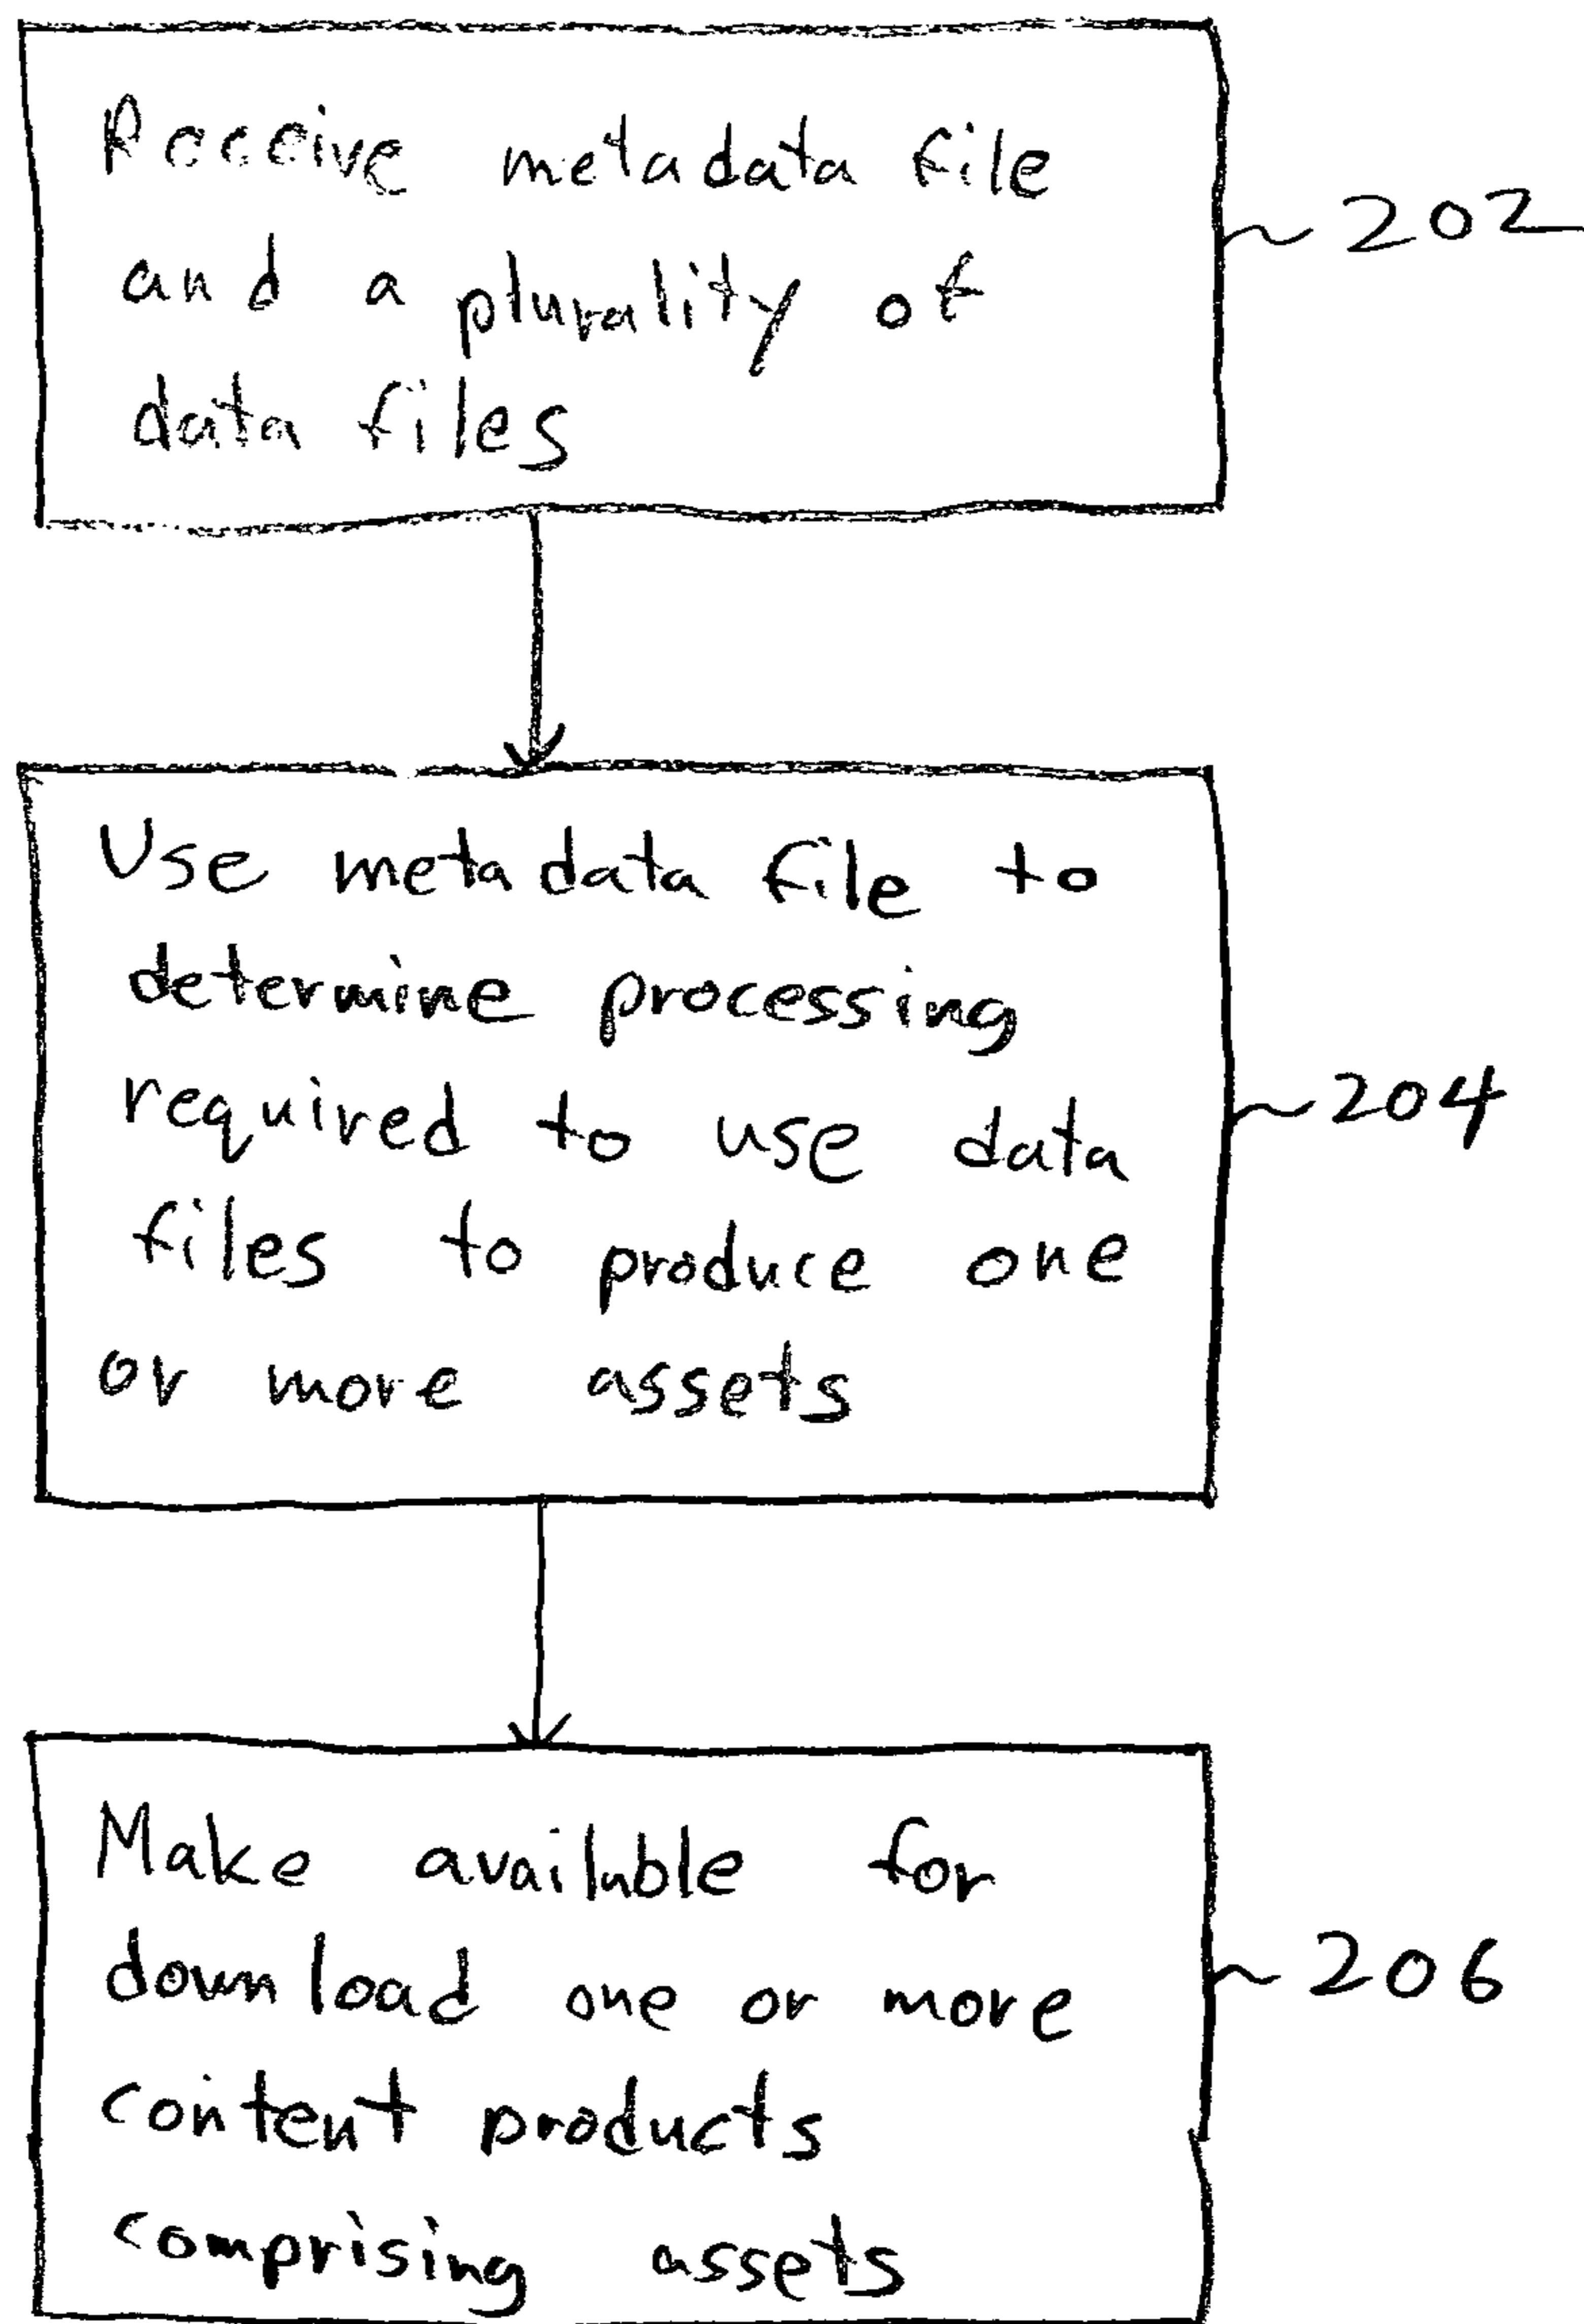 Receive metadata file
and a plurality of
data files
202
Use metadata file to
determine processing
required to use data
files to produce one
or more assets
204
Make available for
download one or more
content products
comprising assets
206